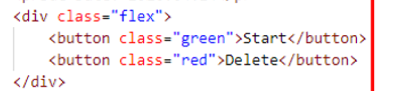 <div class="flex">
    <button class="green">Start</button>
    <button class="red">Delete</button>
</div>